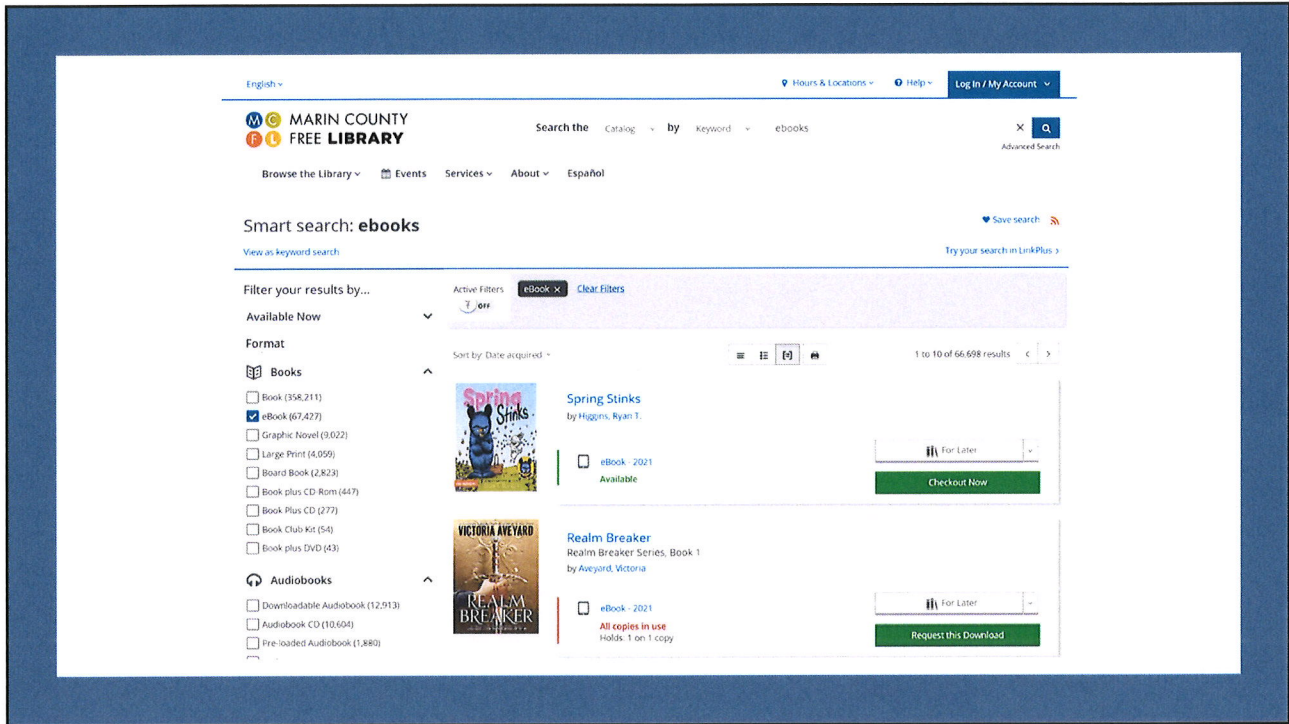 English
Hours & Locations
Help
Log In / My Account
MC MARIN COUNTY
FL FREE LIBRARY
Search the Catalog by Keyword ebooks
Advanced Search
Browse the Library Events Services About Español
Smart search: ebooks
Save search
View as keyword search
Try your search in LinkPlus >
Filter your results by...
Active Filters eBook × Clear Filters
OFF
Available Now
Format
Sort by: Date acquired
1 to 10 of 66,698 results < >
Books
Book (358,211)
eBook (67,427)
Graphic Novel (9,022)
Large Print (4,059)
Board Book (2,823)
Book plus CD-Rom (447)
Book Plus CD (277)
Book Club Kit (54)
Book plus DVD (43)
Audiobooks
Downloadable Audiobook (12,913)
Audiobook CD (10,604)
Pre-loaded Audiobook (1,880)
Spring
Stinks
Spring Stinks
by Higgins, Ryan T.
eBook - 2021
Available
For Later
Checkout Now
VICTORIA AVEYARD
REALM
BREAKER
Realm Breaker
Realm Breaker Series, Book 1
by Aveyard, Victoria
eBook - 2021
All copies in use
Holds: 1 on 1 copy
For Later
Request this Download